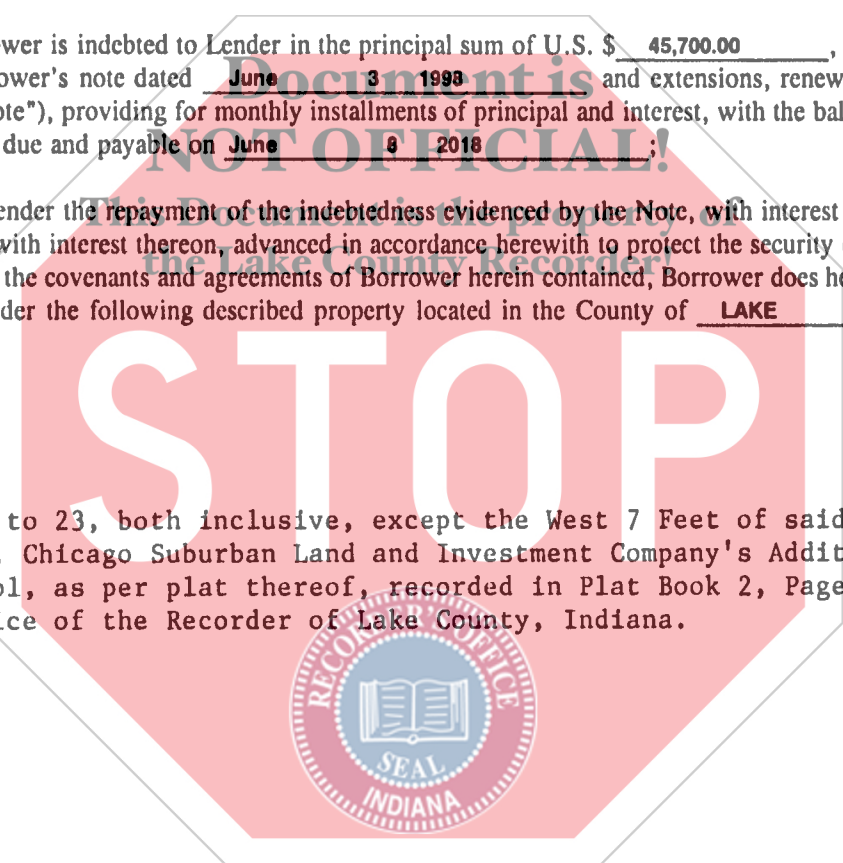 wer is indebted to Lender in the principal sum of U.S. $ 45,700.00 ,
ower's note dated June 3 1998 and extensions, renew
ote"), providing for monthly installments of principal and interest, with the bal
due and payable on June 8 2018 ;
ender the repayment of the indebtedness evidenced by the Note, with interest
with interest thereon, advanced in accordance herewith to protect the security
the covenants and agreements of Borrower herein contained, Borrower does he
der the following described property located in the County of LAKE
Document is
NOT OFFICIAL!
This Document is the property of
the Lake County Recorder!
STOP
to 23, both inclusive, except the West 7 Feet of said
Chicago Suburban Land and Investment Company's Addit
ol, as per plat thereof, recorded in Plat Book 2, Page
ice of the Recorder of Lake County, Indiana.
RECORDER'S OFFICE
SEAL
INDIANA